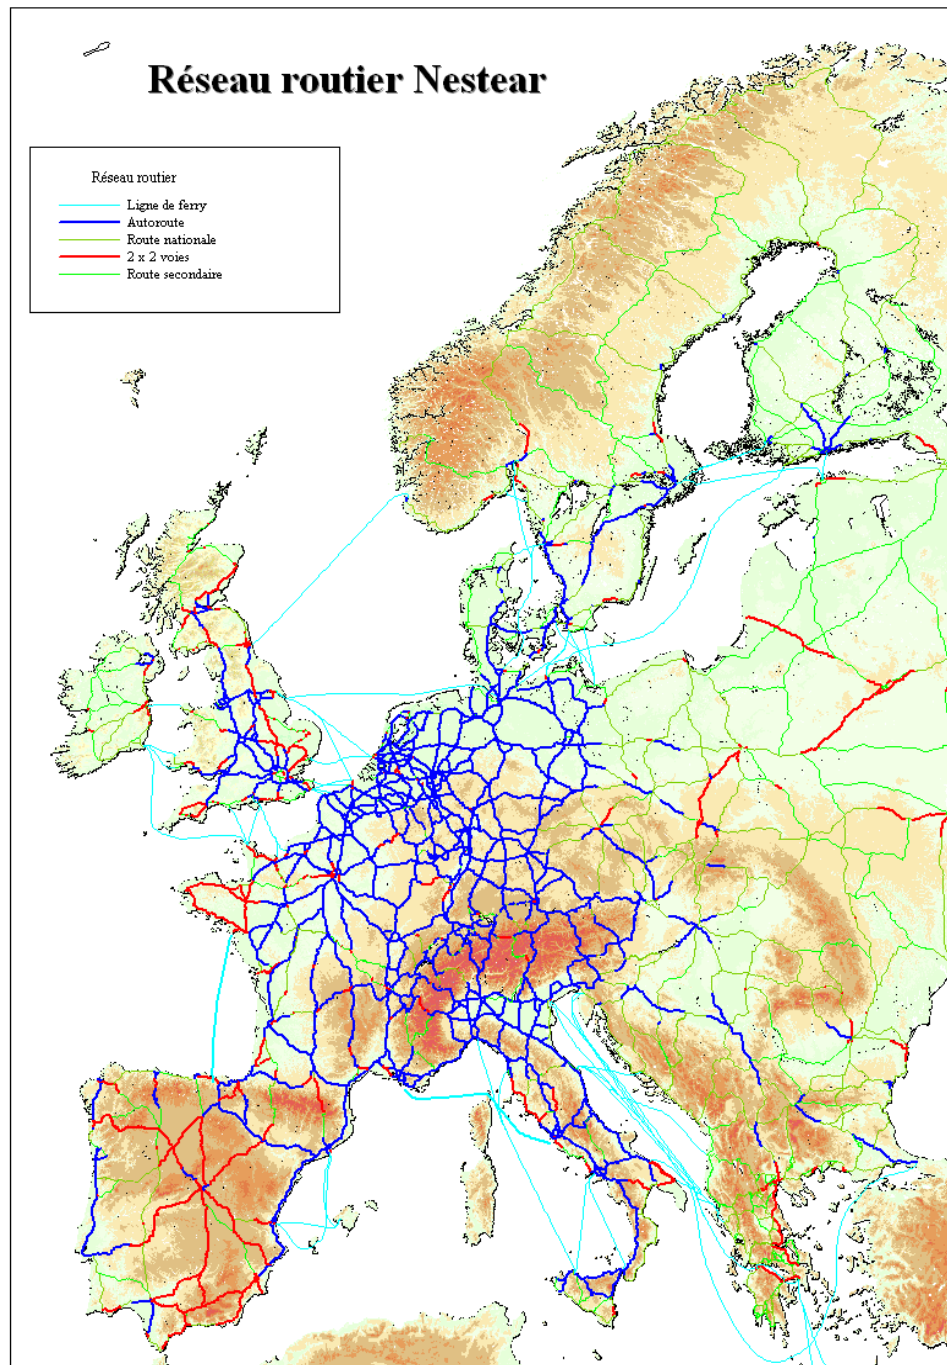 Réseau routier Nestear
Réseau routier
Ligne de ferry
Autoroute
Route nationale
2 x 2 voies
Route secondaire